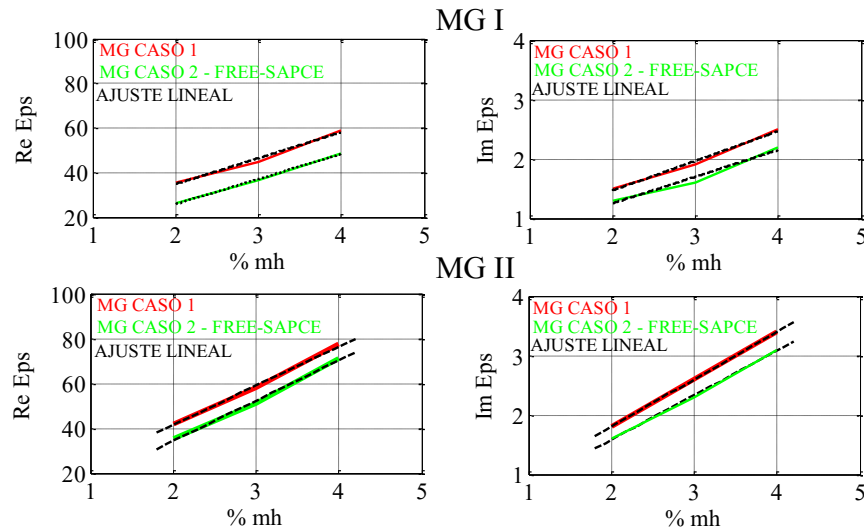 MG I
100
80
60
40
20
Re Eps
MG CASO 1
MG CASO 2 - FREE-SAPCE
AJUSTE LINEAL
1 2 3 4 5
% mh
4
3
2
1
Im Eps
MG CASO 1
MG CASO 2 - FREE-SAPCE
AJUSTE LINEAL
1 2 3 4 5
% mh
MG II
100
80
60
40
20
Re Eps
MG CASO 1
MG CASO 2 - FREE-SAPCE
AJUSTE LINEAL
1 2 3 4 5
% mh
4
3
2
1
Im Eps
MG CASO 1
MG CASO 2 - FREE-SAPCE
AJUSTE LINEAL
1 2 3 4 5
% mh